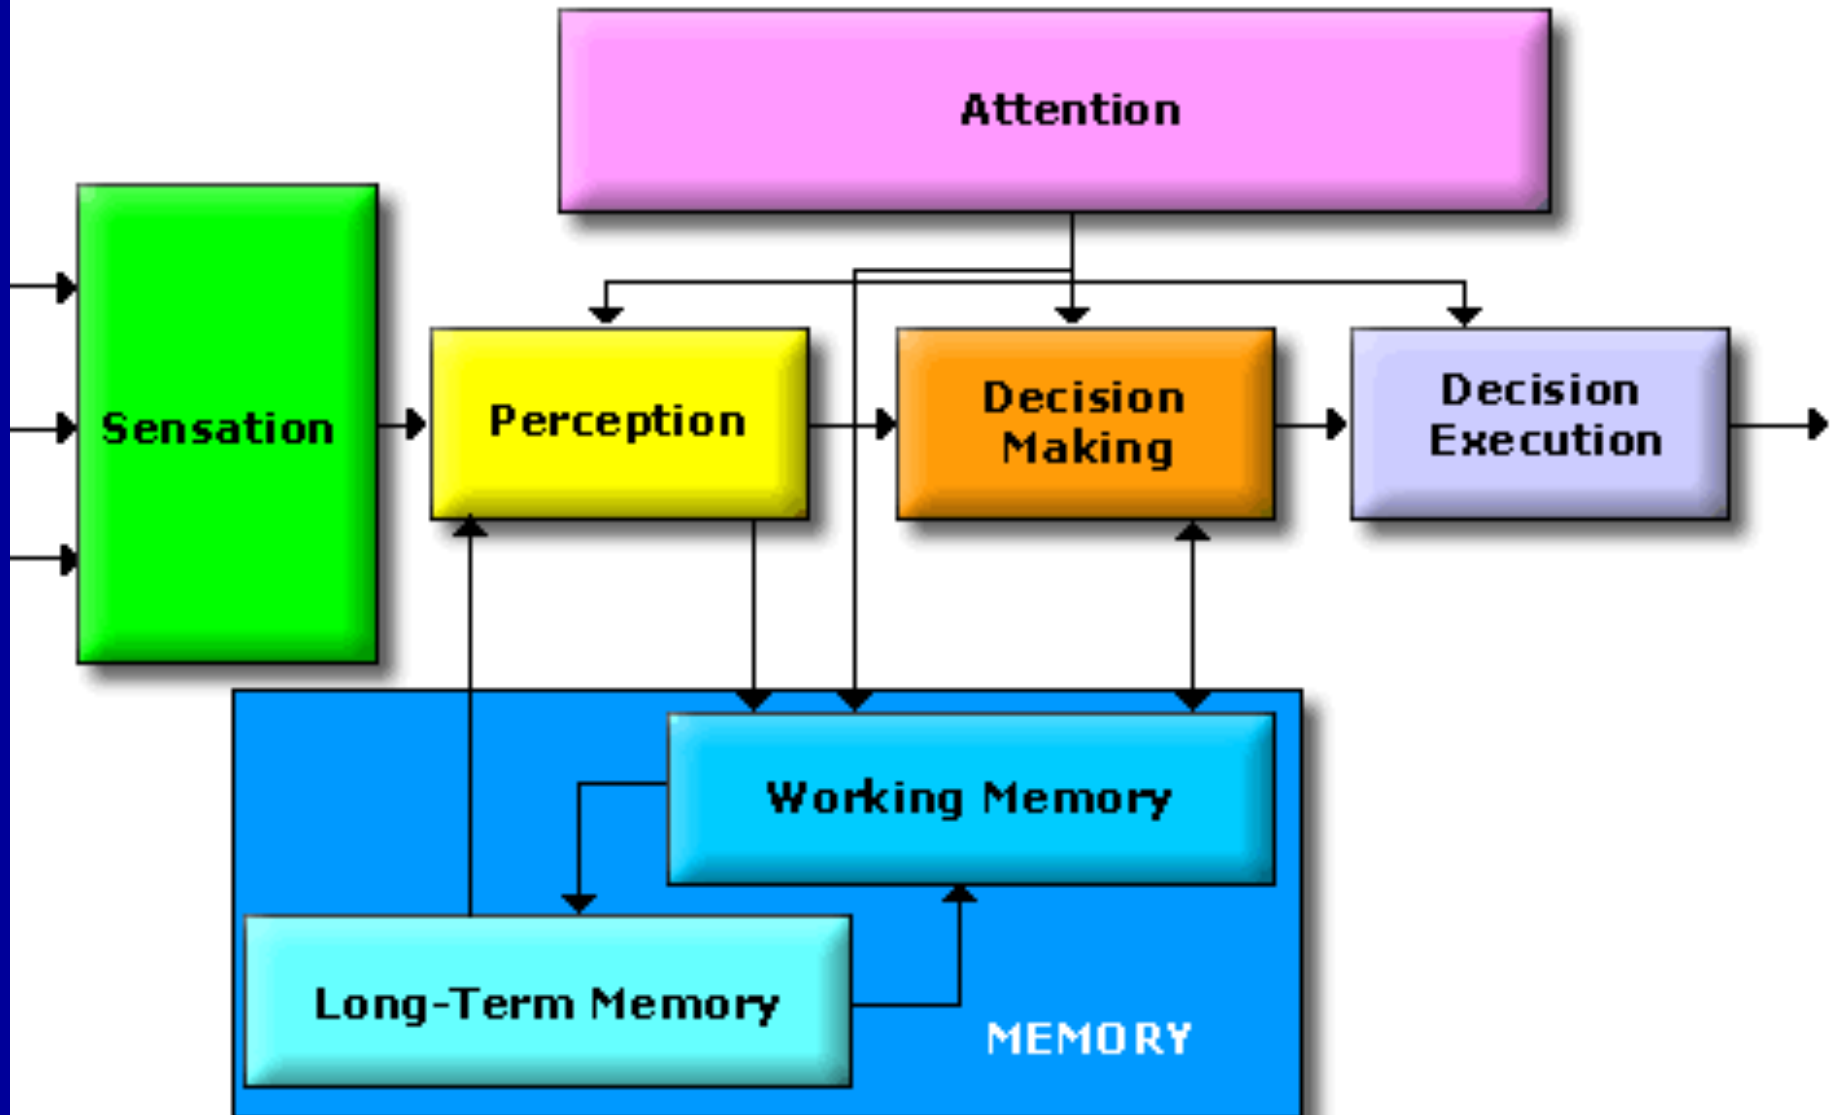 Attention
Sensation
Perception
Decision
Making
Decision
Execution
Working Memory
Long-Term Memory
MEMORY